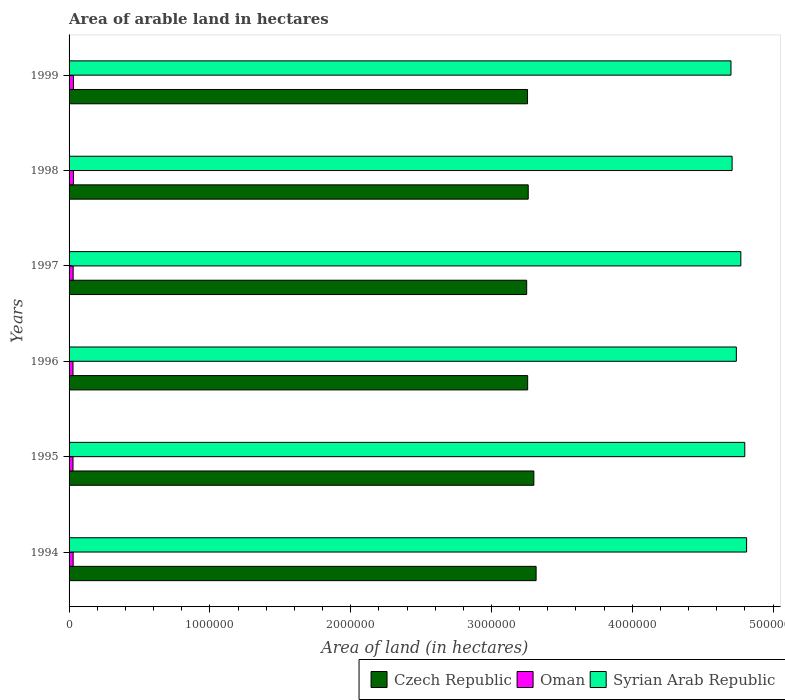 Area of arable land in hectares
1999
1998
1997
1996
1995
1994
Years
0
1000000
2000000
3000000
4000000
50000
Area of land (in hectares)
Czech Republic
Oman
Syrian Arab Republic